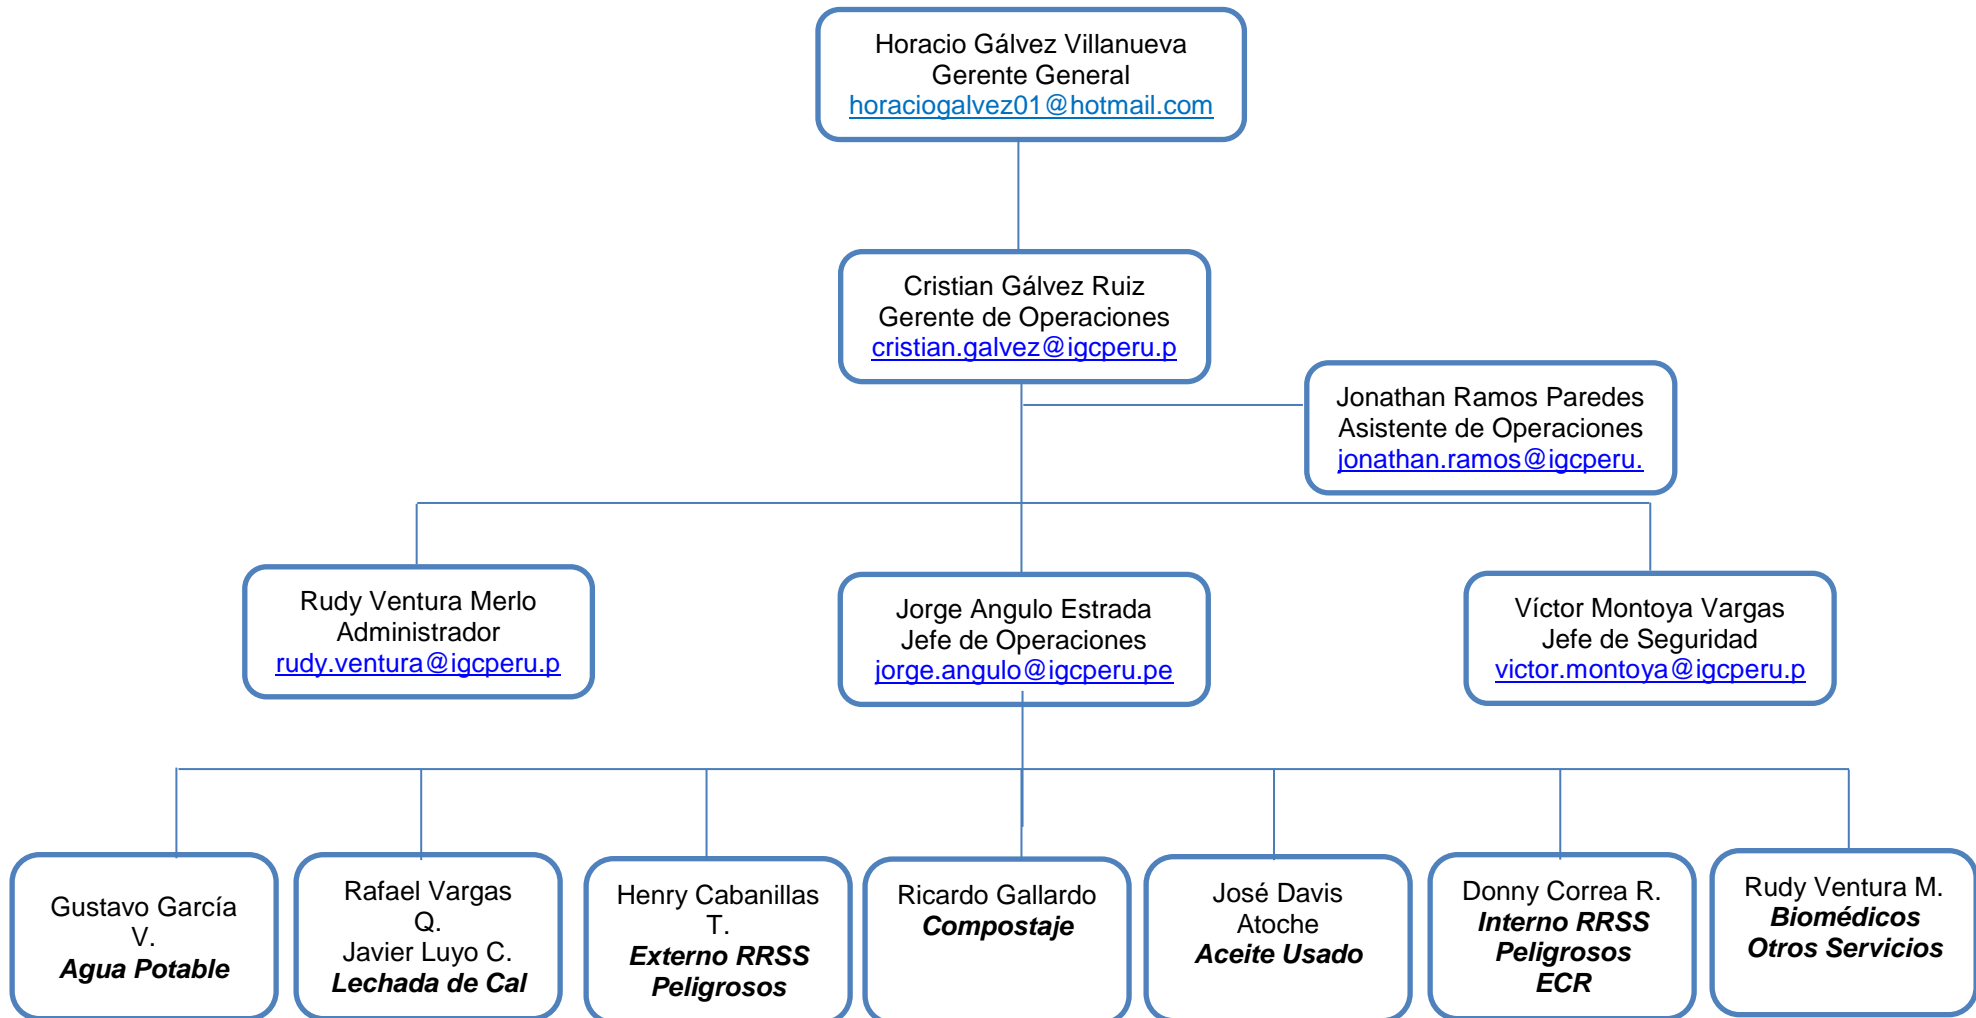 Horacio Gálvez Villanueva
Gerente General
horaciogalvez01@hotmail.com
Cristian Gálvez Ruiz
Gerente de Operaciones
cristian.galvez@igcperu.p
Jonathan Ramos Paredes
Asistente de Operaciones
jonathan.ramos@igcperu.
Rudy Ventura Merlo
Administrador
rudy.ventura@igcperu.p
Jorge Angulo Estrada
Jefe de Operaciones
jorge.angulo@igcperu.pe
Víctor Montoya Vargas
Jefe de Seguridad
victor.montoya@igcperu.p
Gustavo García
V.
Agua Potable
Rafael Vargas
Q.
Javier Luyo C.
Lechada de Cal
Henry Cabanillas
T.
Externo RRSS
Peligrosos
Ricardo Gallardo
Compostaje
José Davis
Atoche
Aceite Usado
Donny Correa R.
Interno RRSS
Peligrosos
ECR
Rudy Ventura M.
Biomédicos
Otros Servicios